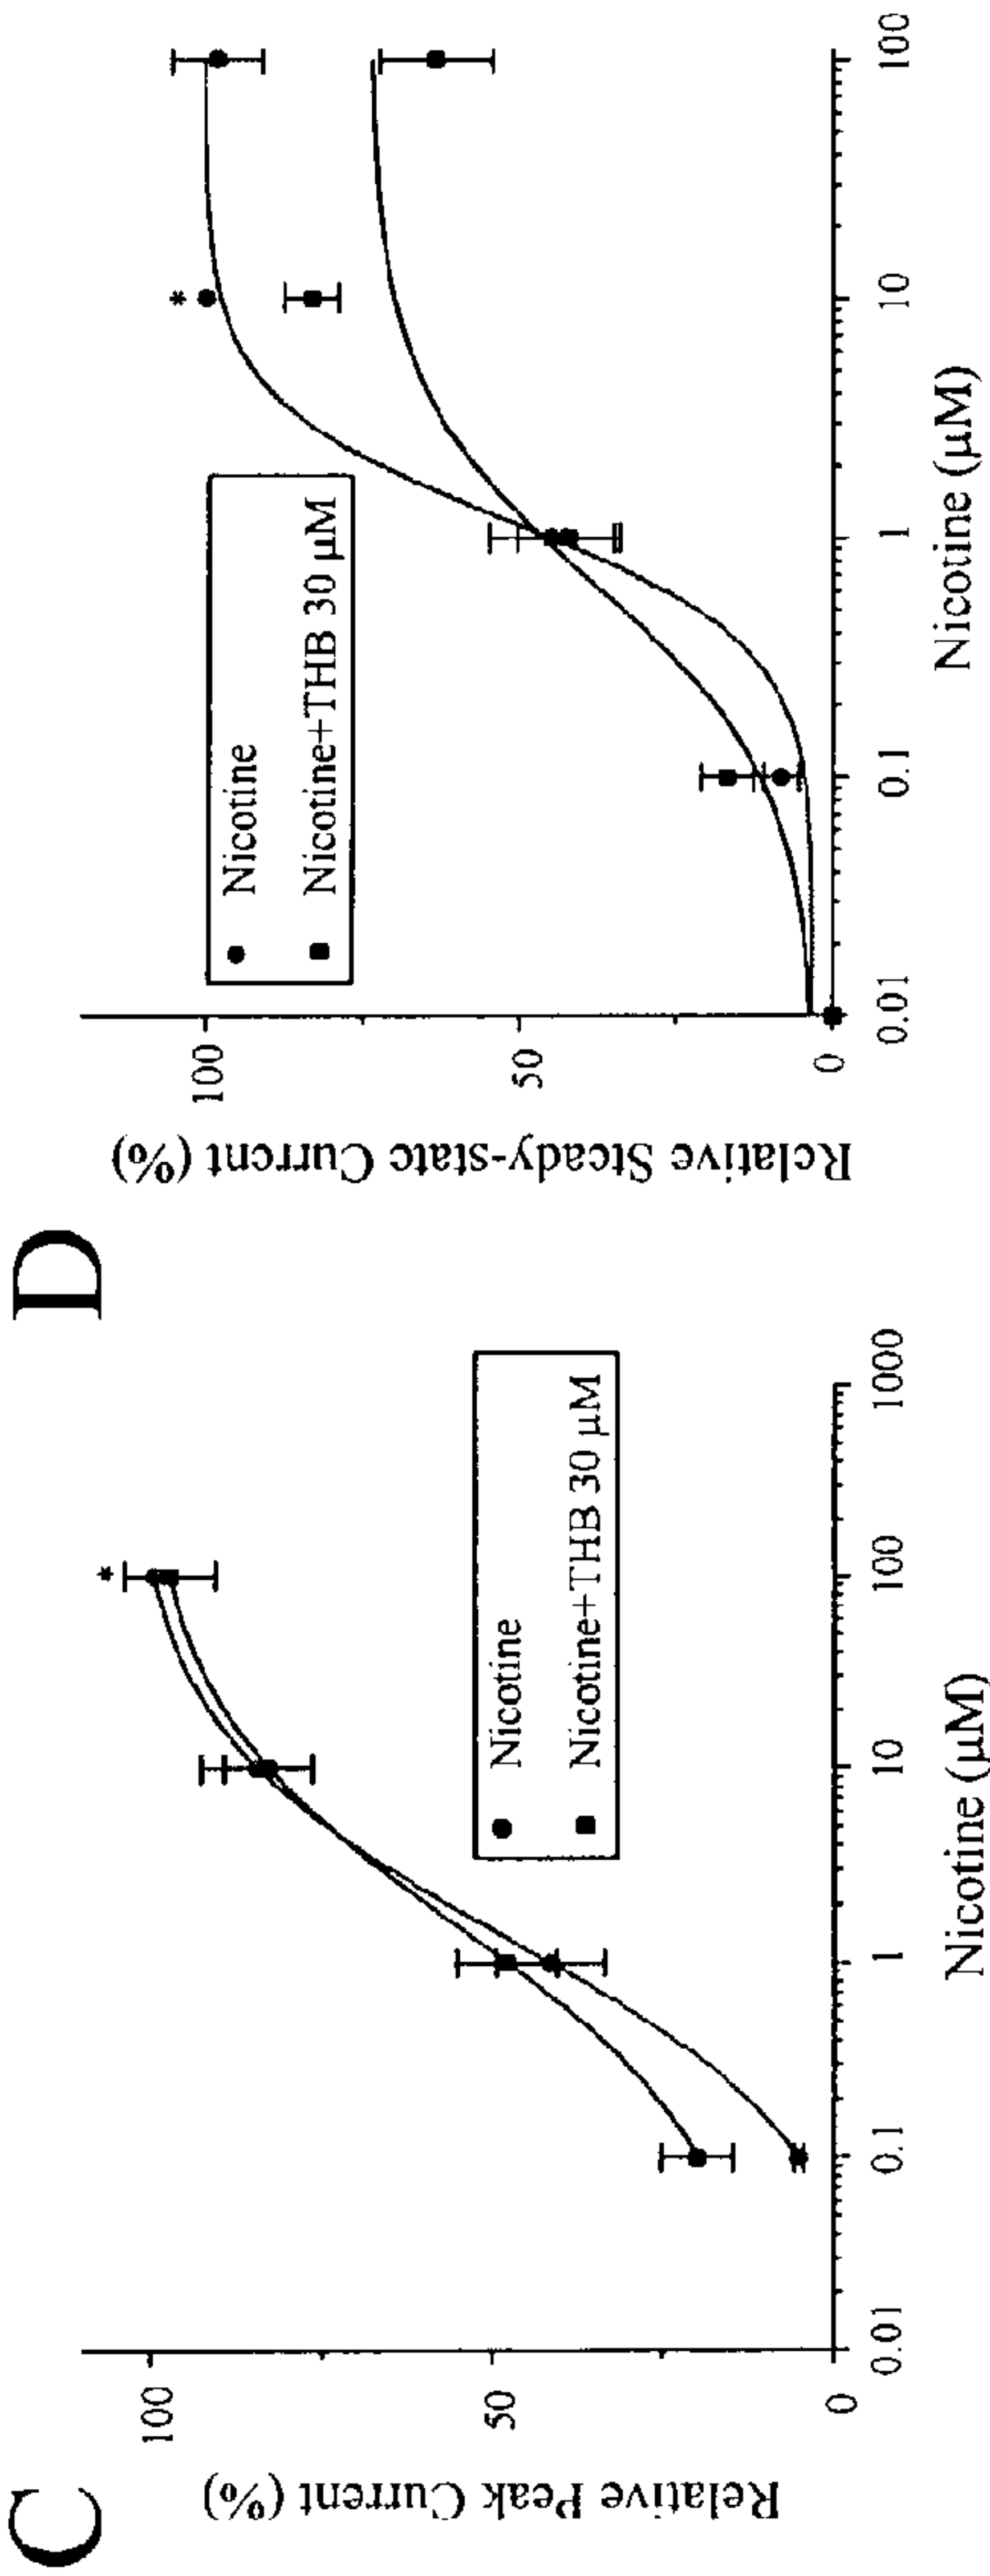 C
Relative Peak Current (%)
100
50
0
*
Nicotine
Nicotine+THB 30 µM
0.01
0.1
1
10
100
1000
Nicotine (µM)
D
Relative Steady-state Current (%)
100
50
0
*
Nicotine
Nicotine+THB 30 µM
0.01
0.1
1
10
100
Nicotine (µM)